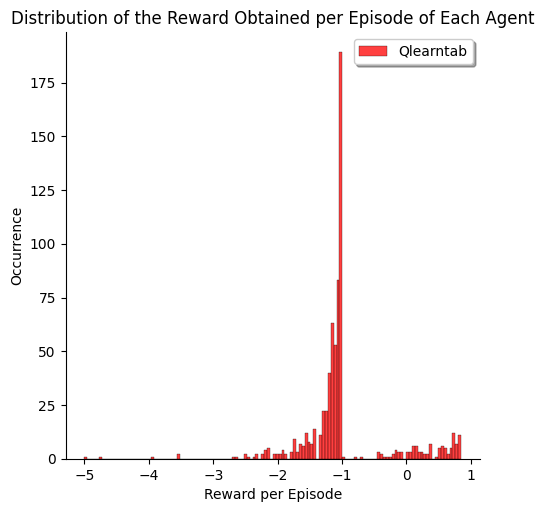 Distribution of the Reward Obtained per Episode of Each Agent
Qlearntab
175
150
125
100
75
50
25
0
Occurrence
−5 −4 −3 −2 −1 0 1
Reward per Episode